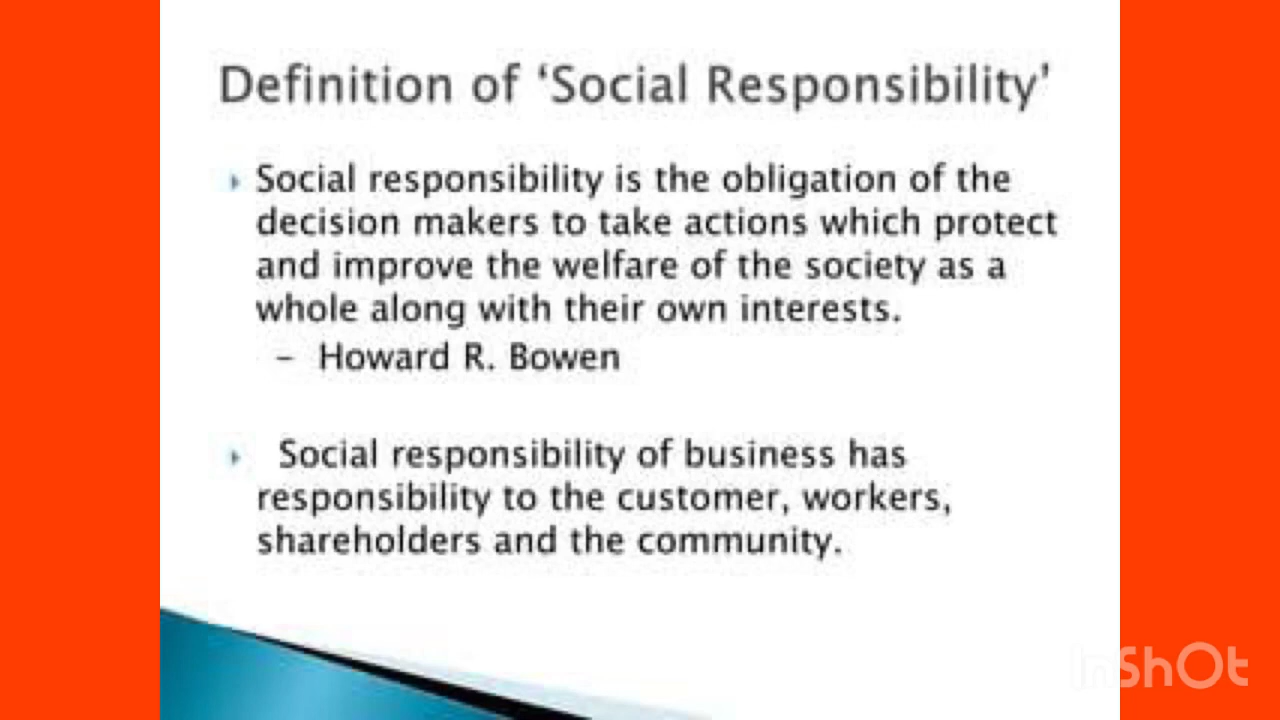 Definition of ‘Social Responsibility’
Social responsibility is the obligation of the
decision makers to take actions which protect
and improve the welfare of the society as a
whole along with their own interests.
– Howard R. Bowen
Social responsibility of business has
responsibility to the customer, workers,
shareholders and the community.
InShOt